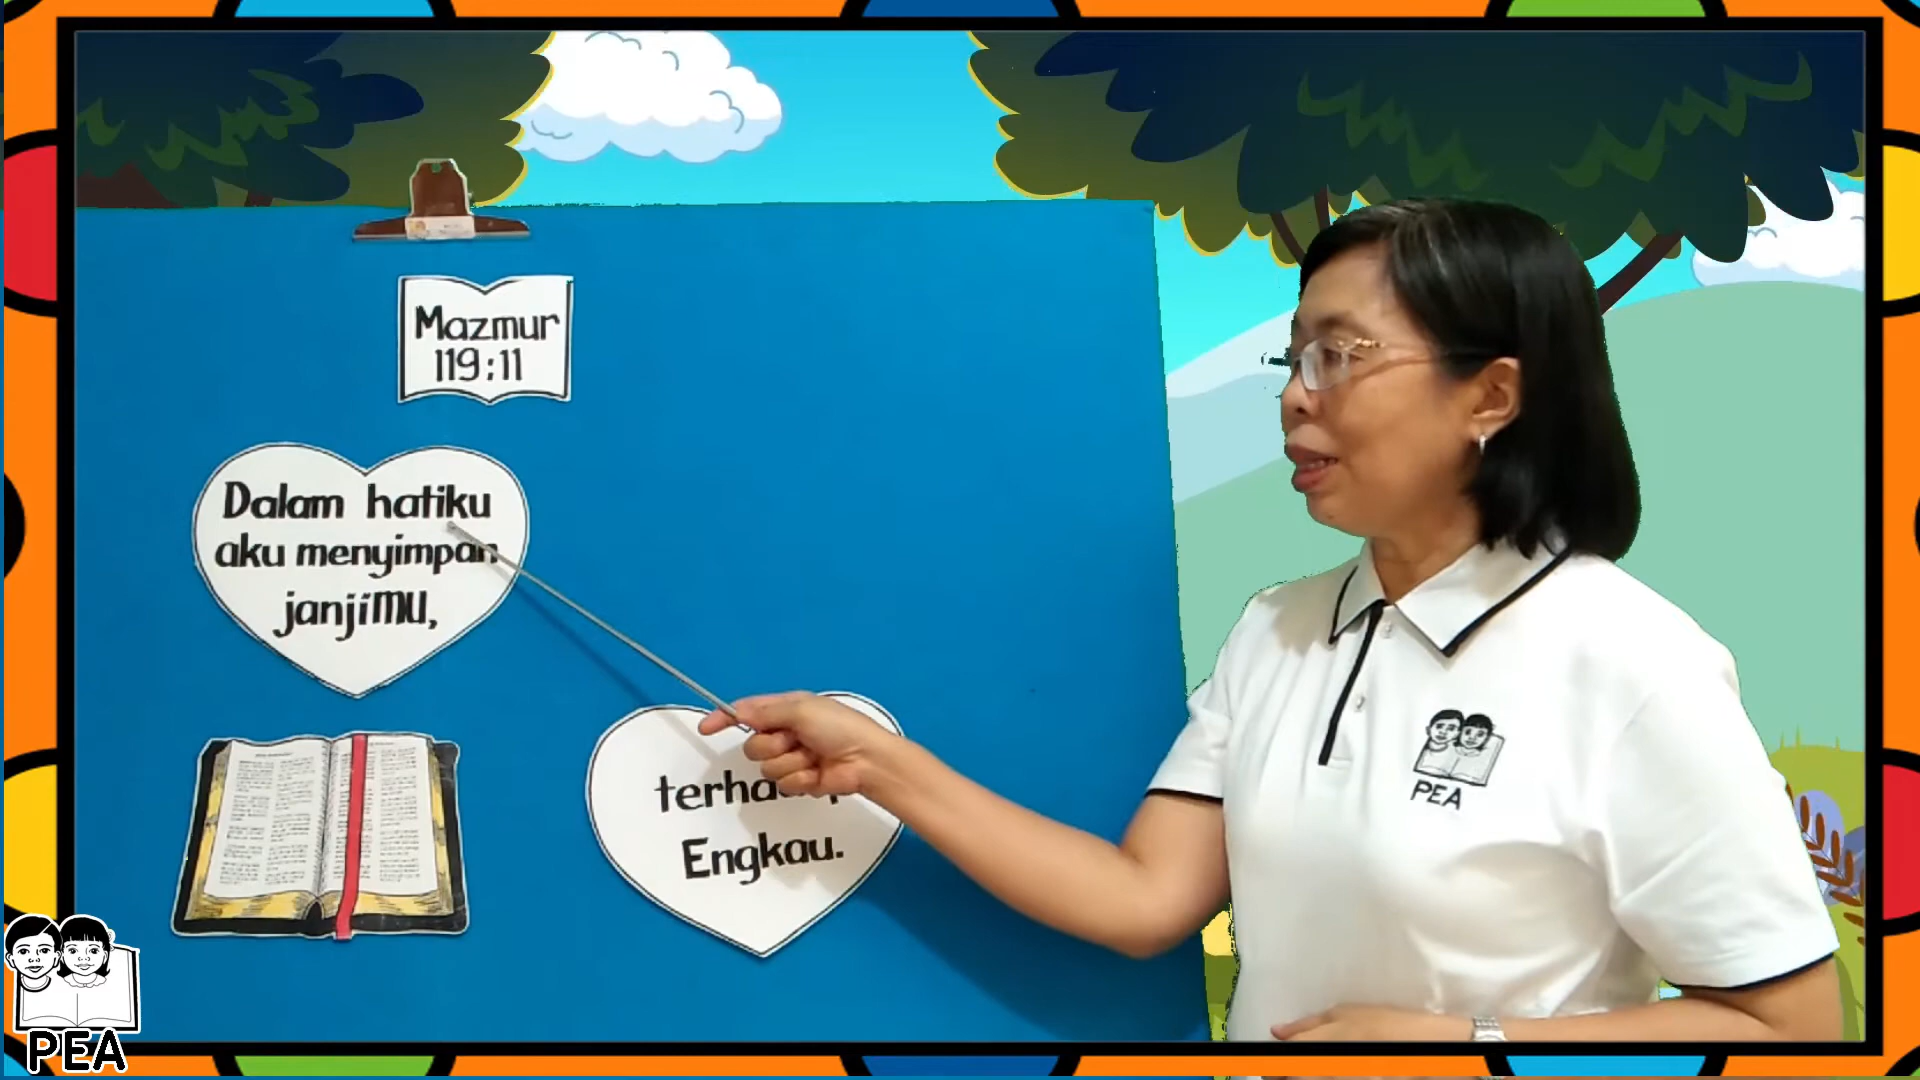 Mazmur
119:11
Dalam hatiku
aku menyimpan
janjiMU,
Engkau.
PEA
PEA